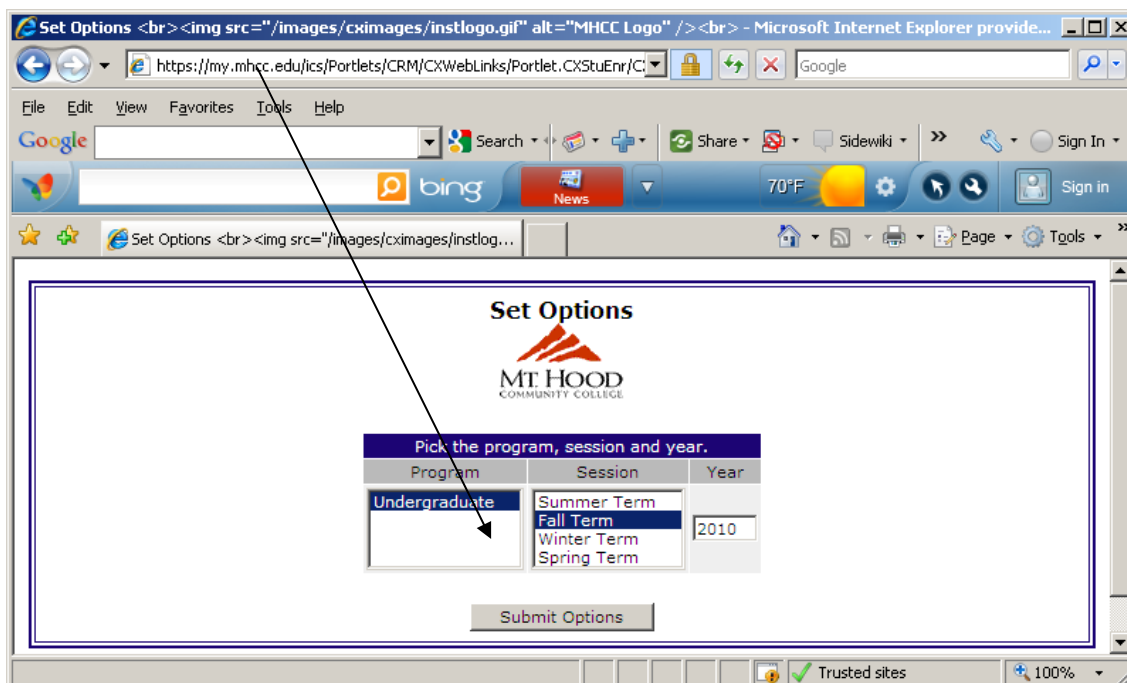 Set Options <br><img src="/images/cximages/instlogo.gif" alt="MHCC Logo" /><br> - Microsoft Internet Explorer provide...
https://my.mhcc.edu/ics/Portlets/CRM/CXWebLinks/Portlet.CXStuEnr/C
Google
File Edit View Favorites Tools Help
Google Search Share Sidewiki » Sign In
bing News 70°F Sign in
Set Options <br><img src="/images/cximages/instlog... Page Tools »
Set Options
MT. HOOD
COMMUNITY COLLEGE
Pick the program, session and year.
Program Session Year
Undergraduate Summer Term
Fall Term 2010
Winter Term
Spring Term
Submit Options
Trusted sites 100%